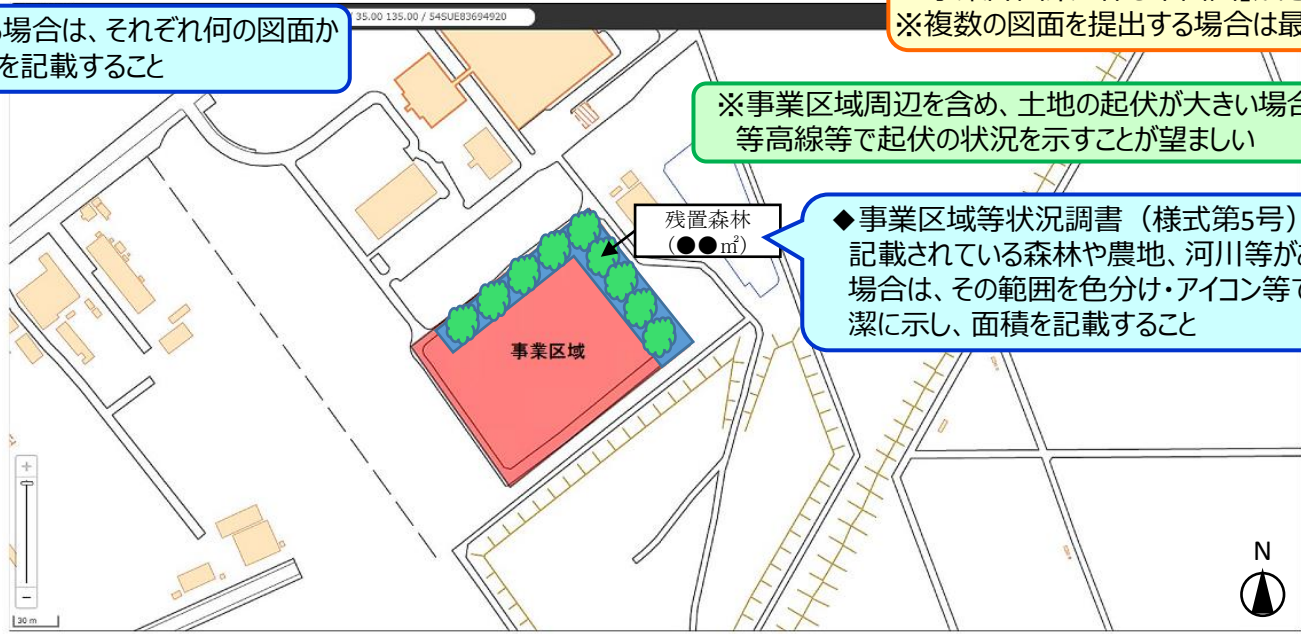 35.00 135.00 / 54SUE83694920
場合は、それぞれ何の図面か
を記載すること
※複数の図面を提出する場合は最
※事業区域周辺を含め、土地の起伏が大きい場合
等高線等で起伏の状況を示すことが望ましい
残置森林
(●●㎡)
◆事業区域等状況調書（様式第5号）
記載されている森林や農地、河川等があ
場合は、その範囲を色分け・アイコン等で
潔に示し、面積を記載すること
事業区域
N
30 m